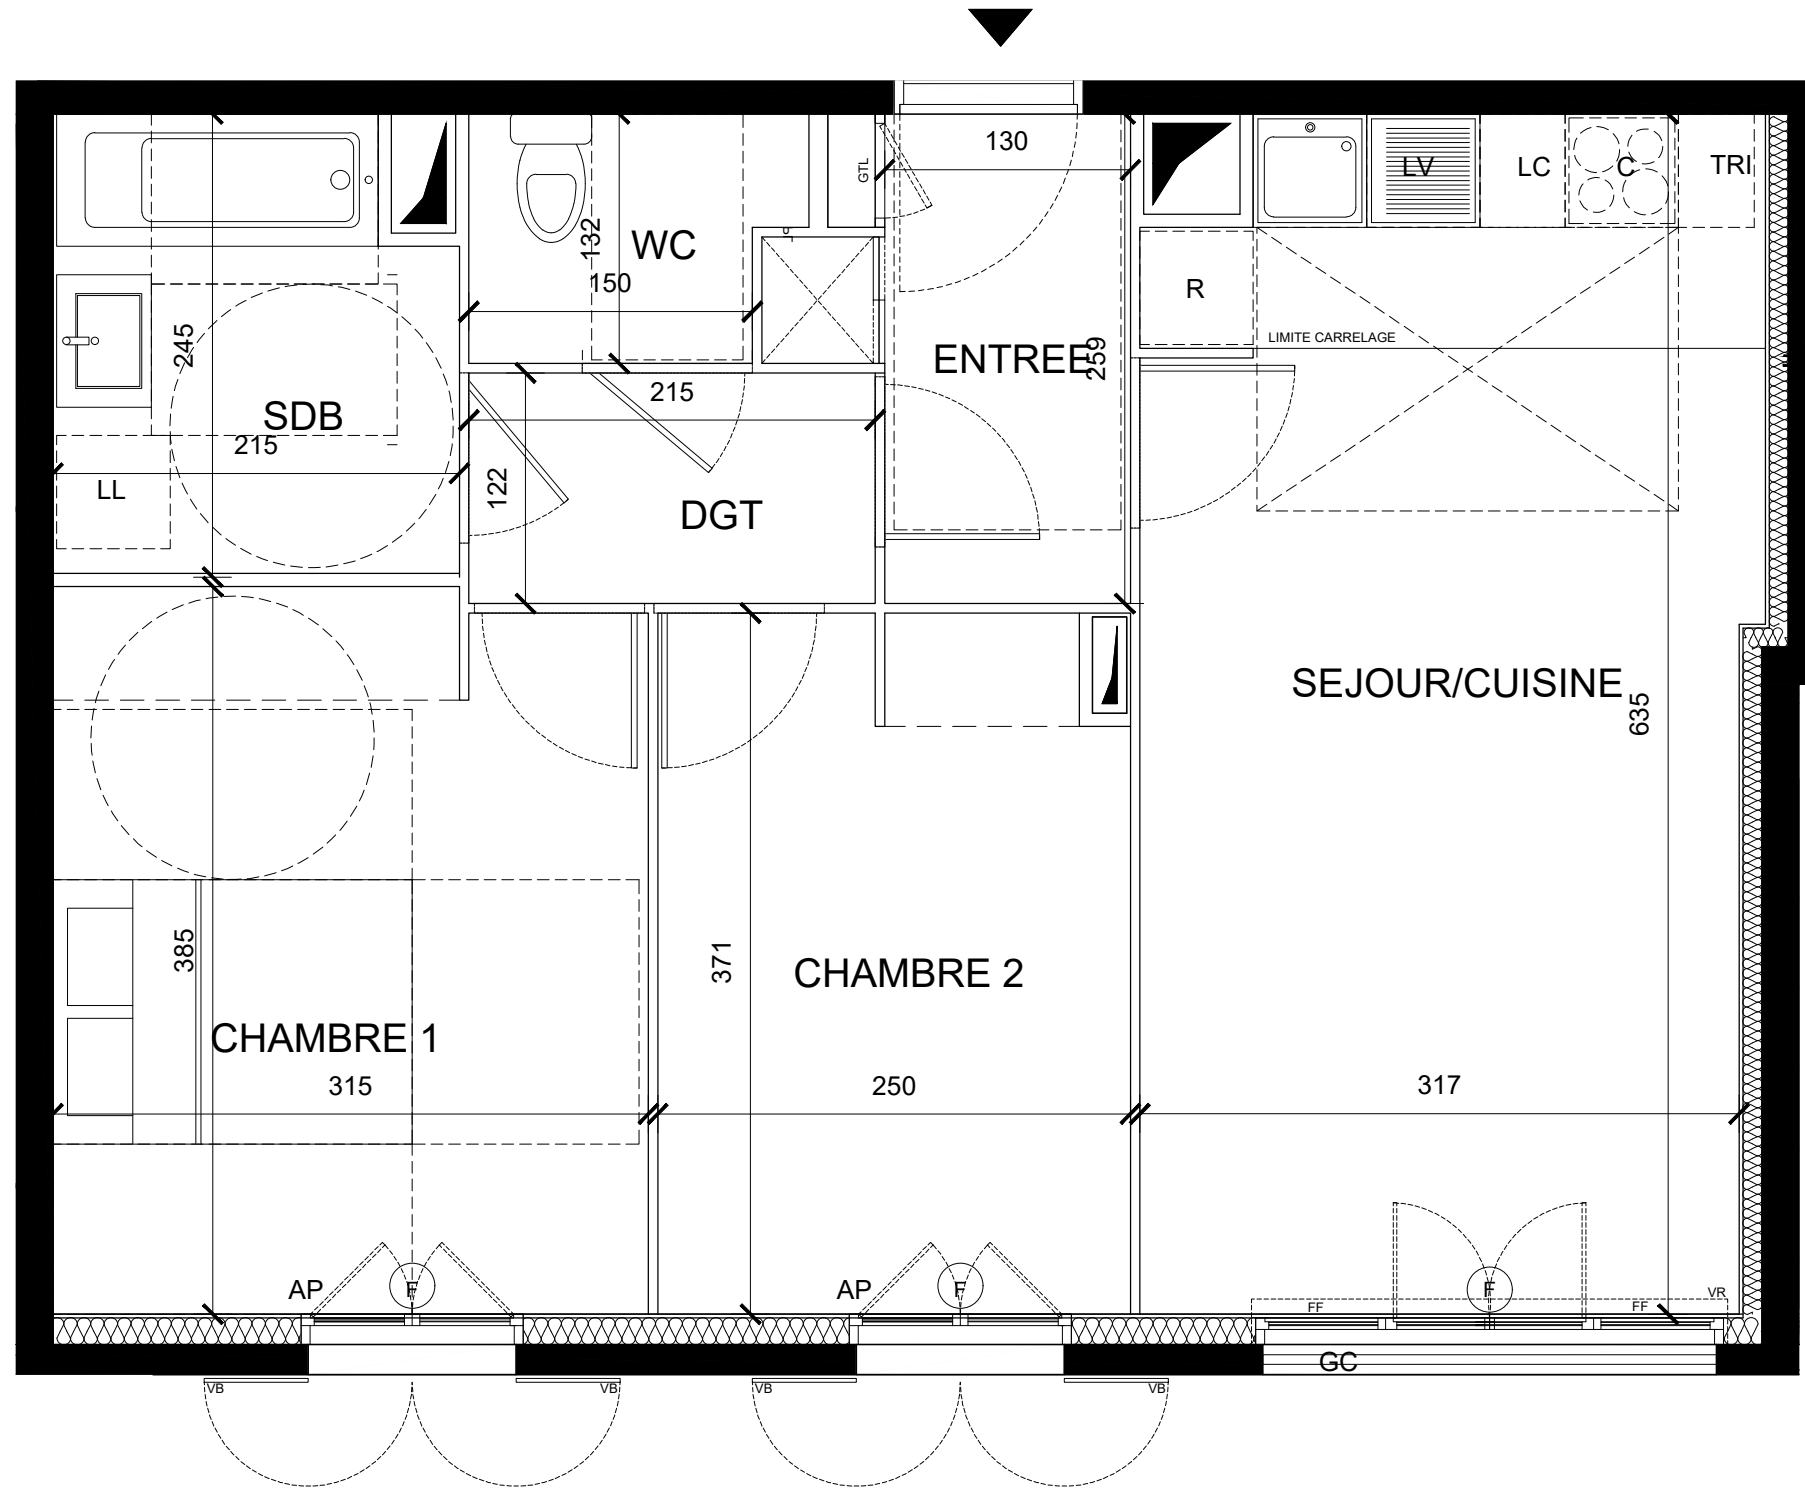 130
GTL
LV
LC
C
TRI
132
WC
150
R
LIMITE CARRELAGE
245
ENTREE
259
215
SDB
215
LL
122
DGT
SEJOUR/CUISINE
635
385
371
CHAMBRE 2
CHAMBRE 1
315
250
317
AP
F
AP
F
F
VR
FF
FF
GC
VB
VB
VB
VB